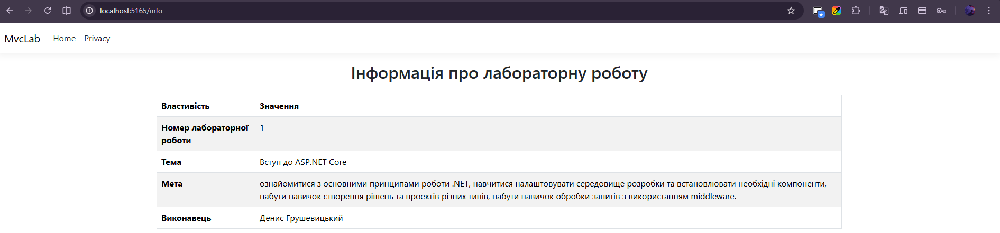 localhost:5165/info
MvcLab Home Privacy
Інформація про лабораторну роботу
Властивість Значення
Номер лабораторної 1
роботи
Тема Вступ до ASP.NET Core
Мета ознайомитися з основними принципами роботи .NET, навчитися налаштовувати середовище розробки та встановлювати необхідні компоненти,
набути навичок створення рішень та проектів різних типів, набути навичок обробки запитів з використанням middleware.
Виконавець Денис Грушевицький